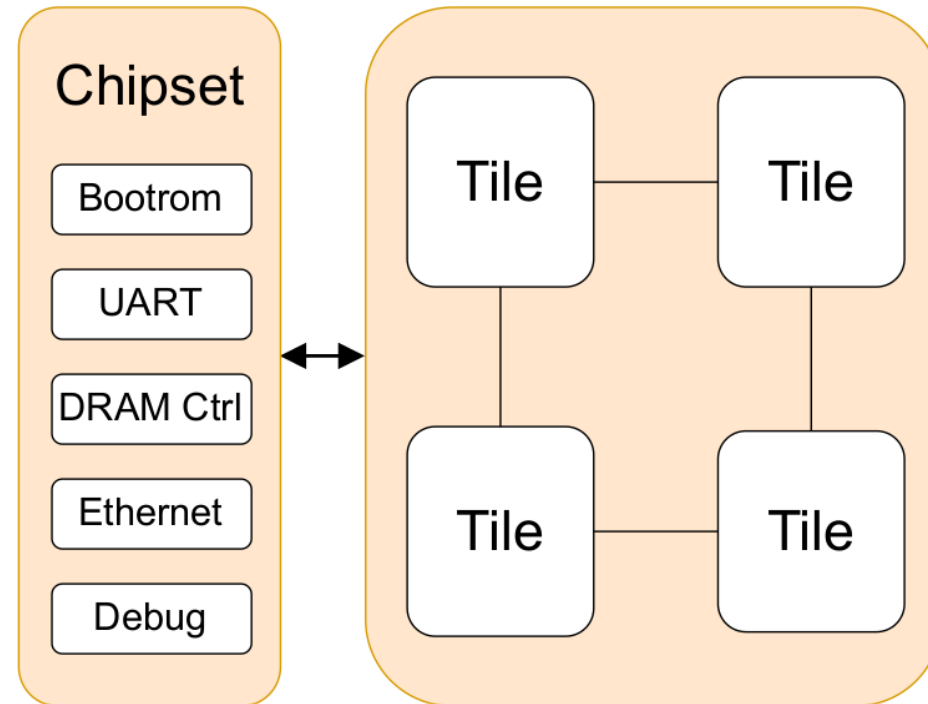 Chipset
Bootrom
UART
DRAM Ctrl
Ethernet
Debug
Tile
Tile
Tile
Tile